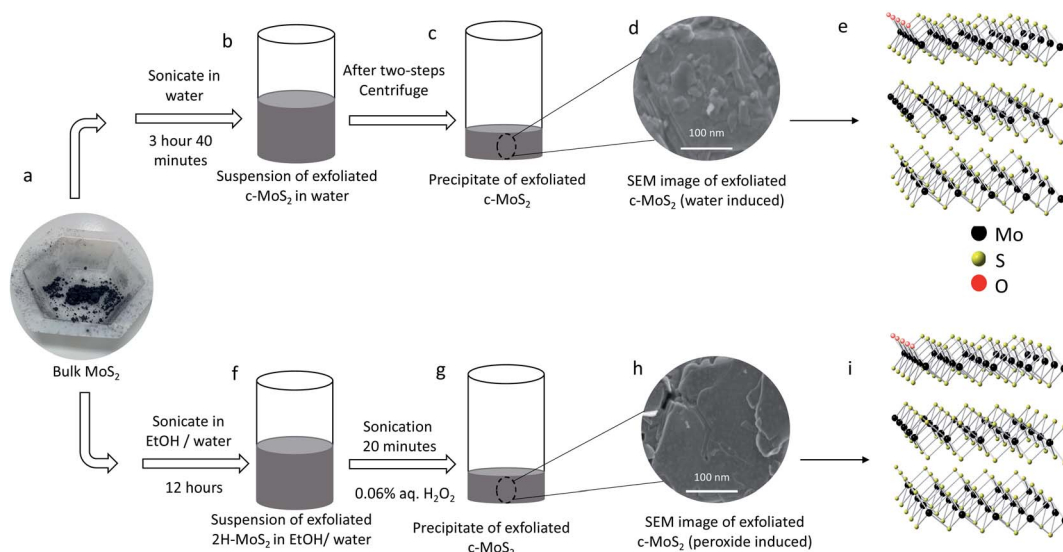 a
Bulk MoS2
Sonicate in
water
3 hour 40
minutes
b
Suspension of exfoliated
c-MoS2 in water
After two-steps
Centrifuge
c
Precipitate of exfoliated
c-MoS2
d
100 nm
SEM image of exfoliated
c-MoS2 (water induced)
e
Mo
S
O
Sonicate in
EtOH / water
12 hours
f
Suspension of exfoliated
2H-MoS2 in EtOH/ water
Sonication
20 minutes
0.06% aq. H2O2
g
Precipitate of exfoliated
c-MoS2
h
100 nm
SEM image of exfoliated
c-MoS2 (peroxide induced)
i